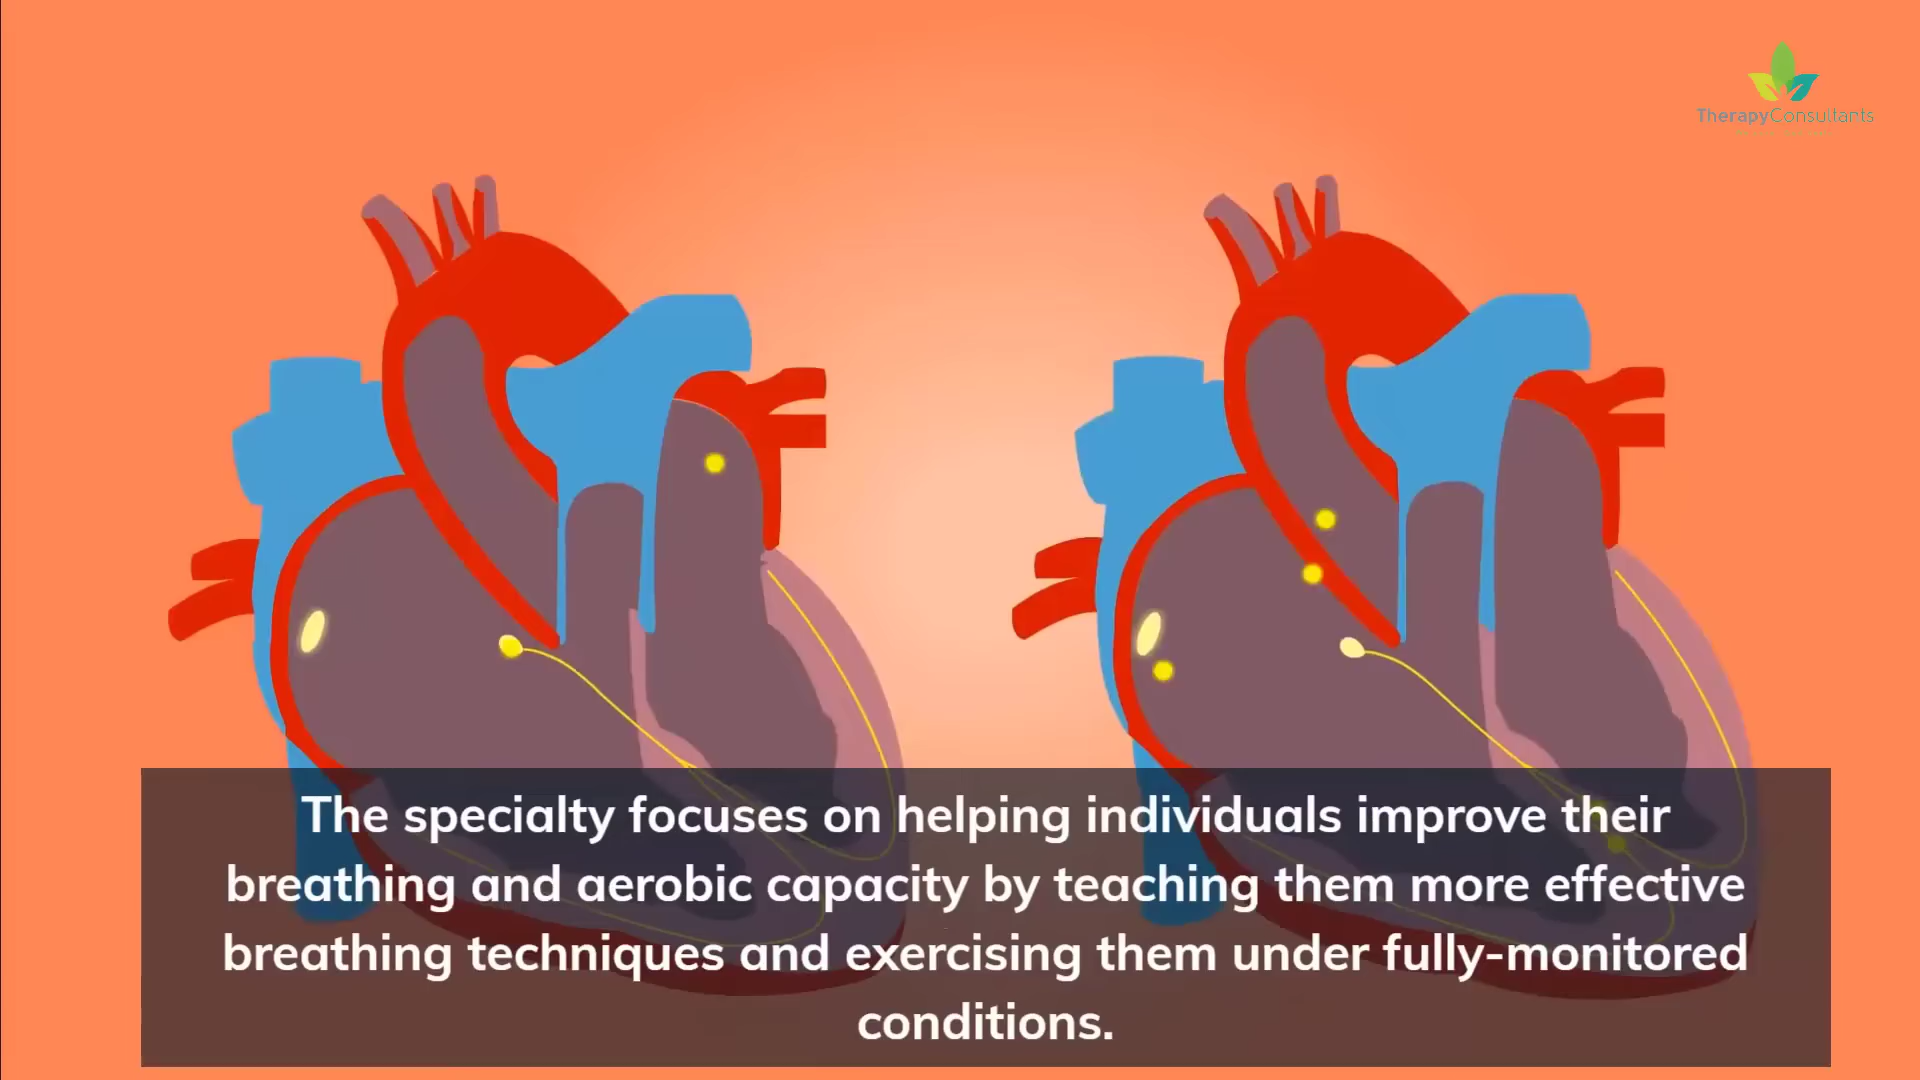 TherapyConsultants
The specialty focuses on helping individuals improve their
breathing and aerobic capacity by teaching them more effective
breathing techniques and exercising them under fully-monitored
conditions.